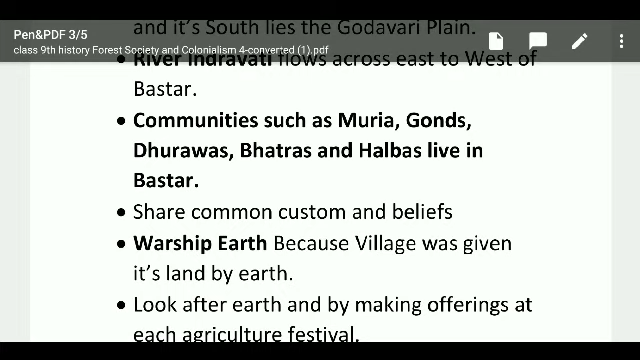 and it's South lies the Godavari Plain.
Pen&PDF 3/5
class 9th history Forest Society and Colonialism 4-converted (1).pdf
• River Indravati flows across east to West of
Bastar.
• Communities such as Muria, Gonds,
Dhurawas, Bhatras and Halbas live in
Bastar.
• Share common custom and beliefs
• Warship Earth Because Village was given
it's land by earth.
• Look after earth and by making offerings at
each agriculture festival.